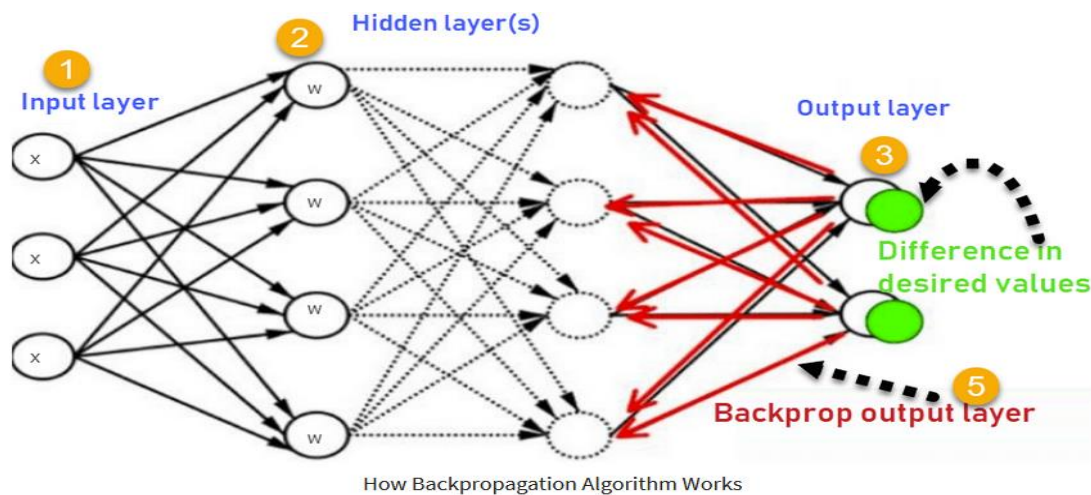 Hidden layer(s)
2
1
Input layer
Output layer
3
x
x
x
w
w
w
w
Difference in
desired values
5
Backprop output layer
How Backpropagation Algorithm Works